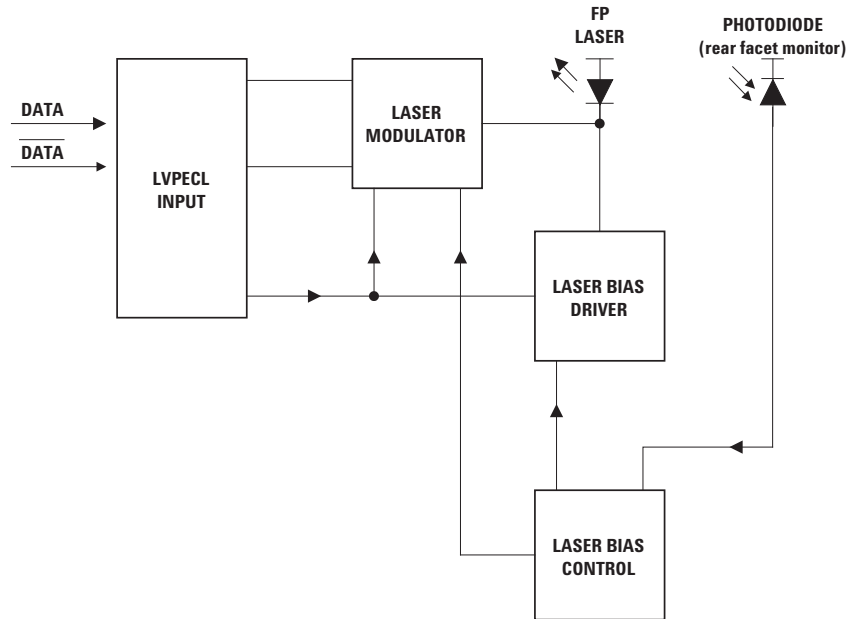 FP
LASER
PHOTODIODE
(rear facet monitor)
DATA
DATA
LVPECL
INPUT
LASER
MODULATOR
LASER BIAS
DRIVER
LASER BIAS
CONTROL